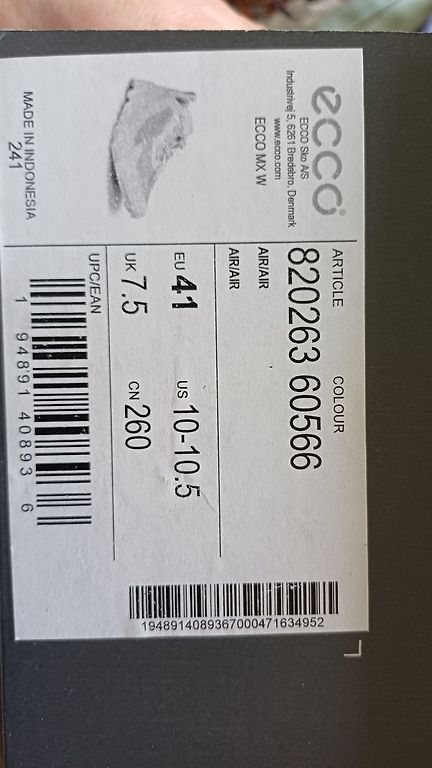 ecco®
ECCO Sko A/S
Industrivej 5, 6261 Bredebro, Denmark
www.ecco.com
ECCO MX W
MADE IN INDONESIA
241
ARTICLE COLOUR
820263 60566
AIR/AIR
AIR/AIR
EU 41 US 10-10.5
UK 7.5 CN 260
UPC/EAN
1 94891 40893 6
1948914089367000471634952